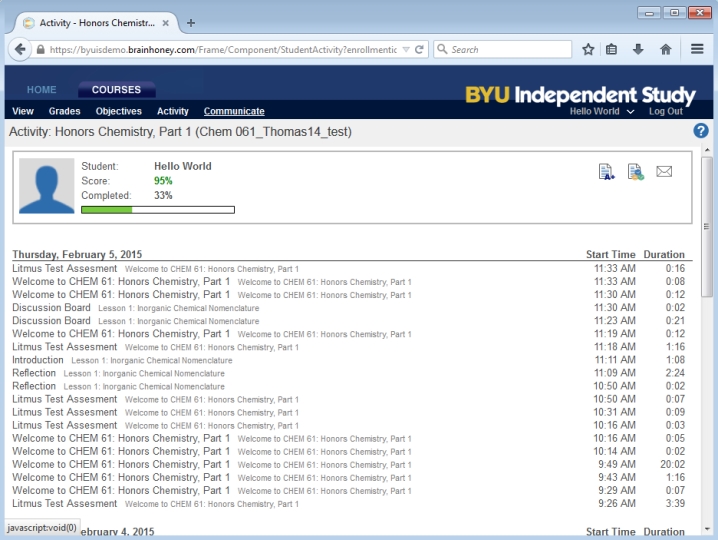 Activity - Honors Chemistr...
https://byuisdemo.brainhoney.com/Frame/Component/StudentActivity?enrollmentic
Search
HOME COURSES
BYU Independent Study
View Grades Objectives Activity Communicate Hello World Log Out
Activity: Honors Chemistry, Part 1 (Chem 061_Thomas14_test) ?
Student: Hello World
Score: 95%
Completed: 33%
Thursday, February 5, 2015 Start Time Duration
Litmus Test Assesment Welcome to CHEM 61: Honors Chemistry, Part 1 11:33 AM 0:16
Welcome to CHEM 61: Honors Chemistry, Part 1 Welcome to CHEM 61: Honors Chemistry, Part 1 11:33 AM 0:08
Welcome to CHEM 61: Honors Chemistry, Part 1 Welcome to CHEM 61: Honors Chemistry, Part 1 11:30 AM 0:12
Discussion Board Lesson 1: Inorganic Chemical Nomenclature 11:30 AM 0:02
Discussion Board Lesson 1: Inorganic Chemical Nomenclature 11:23 AM 0:21
Welcome to CHEM 61: Honors Chemistry, Part 1 Welcome to CHEM 61: Honors Chemistry, Part 1 11:19 AM 0:12
Litmus Test Assesment Welcome to CHEM 61: Honors Chemistry, Part 1 11:18 AM 1:16
Introduction Lesson 1: Inorganic Chemical Nomenclature 11:11 AM 1:08
Reflection Lesson 1: Inorganic Chemical Nomenclature 11:09 AM 2:24
Reflection Lesson 1: Inorganic Chemical Nomenclature 10:50 AM 0:02
Litmus Test Assesment Welcome to CHEM 61: Honors Chemistry, Part 1 10:50 AM 0:07
Litmus Test Assesment Welcome to CHEM 61: Honors Chemistry, Part 1 10:31 AM 0:09
Litmus Test Assesment Welcome to CHEM 61: Honors Chemistry, Part 1 10:16 AM 0:03
Welcome to CHEM 61: Honors Chemistry, Part 1 Welcome to CHEM 61: Honors Chemistry, Part 1 10:16 AM 0:05
Welcome to CHEM 61: Honors Chemistry, Part 1 Welcome to CHEM 61: Honors Chemistry, Part 1 10:14 AM 0:02
Welcome to CHEM 61: Honors Chemistry, Part 1 Welcome to CHEM 61: Honors Chemistry, Part 1 9:49 AM 20:02
Welcome to CHEM 61: Honors Chemistry, Part 1 Welcome to CHEM 61: Honors Chemistry, Part 1 9:43 AM 1:16
Welcome to CHEM 61: Honors Chemistry, Part 1 Welcome to CHEM 61: Honors Chemistry, Part 1 9:29 AM 0:07
Litmus Test Assesment Welcome to CHEM 61: Honors Chemistry, Part 1 9:26 AM 3:39
javascript:void(0) ebruary 4, 2015 Start Time Duration